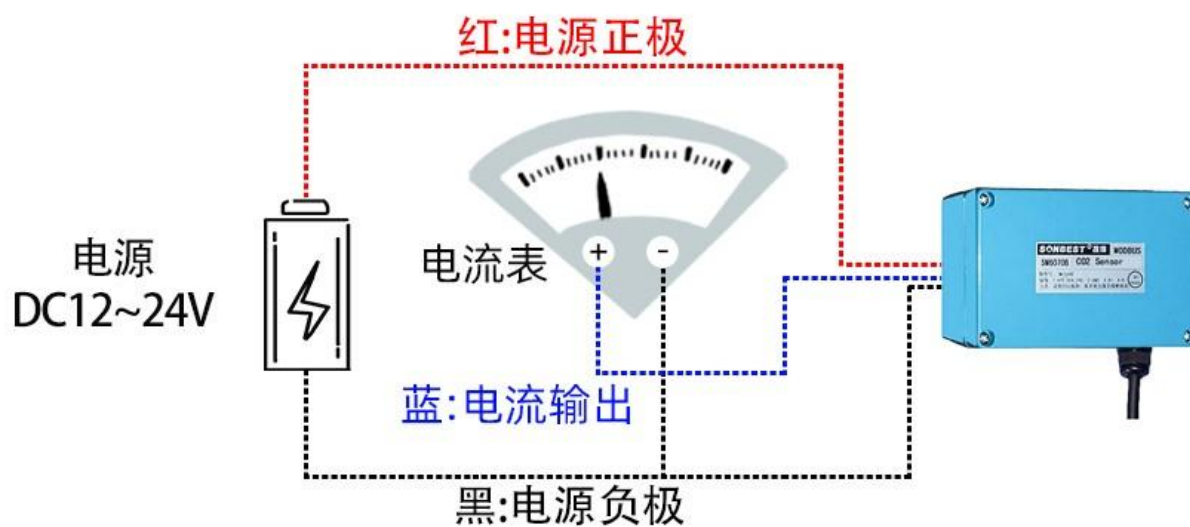 红:电源正极
电源
DC12~24V
电流表
+
-
SONBEST
MODBUS
SM6070B CO2 Sensor
蓝:电流输出
黑:电源负极